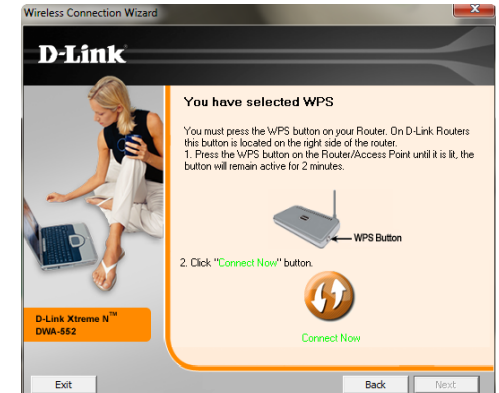 Wireless Connection Wizard
D-Link
You have selected WPS
You must press the WPS button on your Router. On D-Link Routers
this button is located on the right side of the router.
1. Press the WPS button on the Router/Access Point until it is lit, the
button will remain active for 2 minutes.
WPS Button
2. Click "Connect Now" button.
Connect Now
D-Link Xtreme N™
DWA-552
Exit
Back
Next